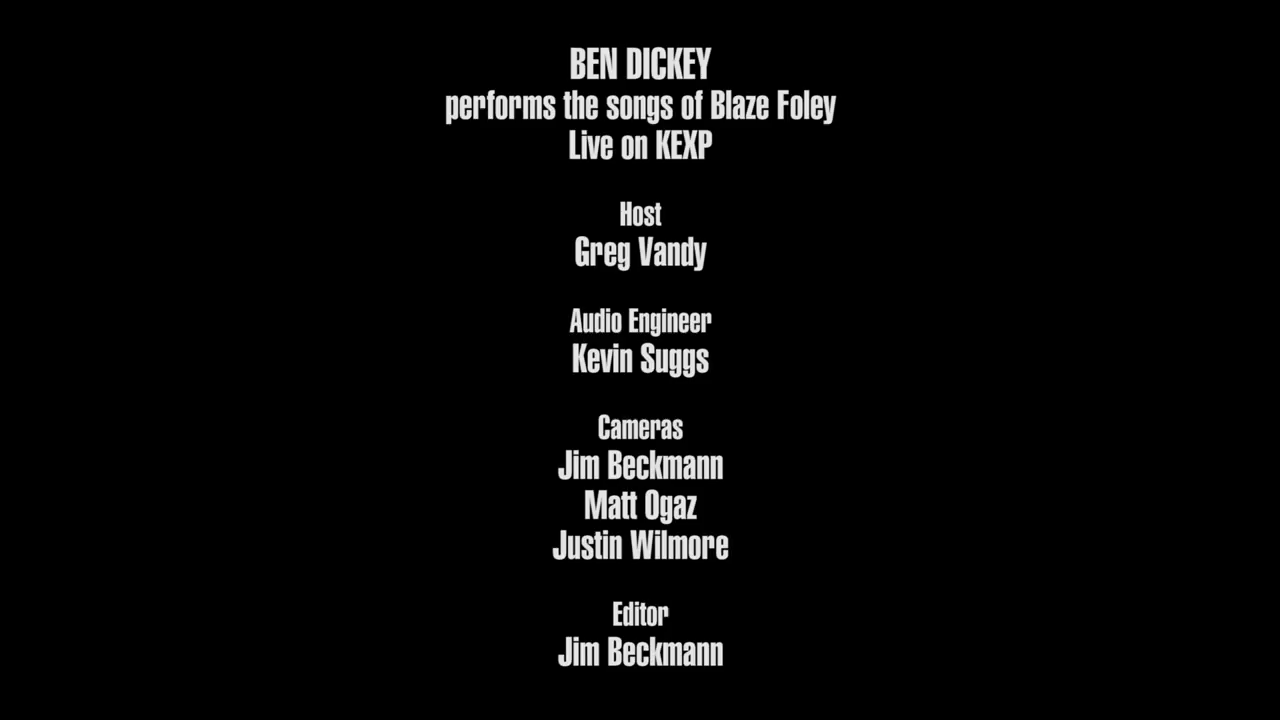 BEN DICKEY
performs the songs of Blaze Foley
Live on KEXP
Host
Greg Vandy
Audio Engineer
Kevin Suggs
Cameras
Jim Beckmann
Matt Ogaz
Justin Wilmore
Editor
Jim Beckmann